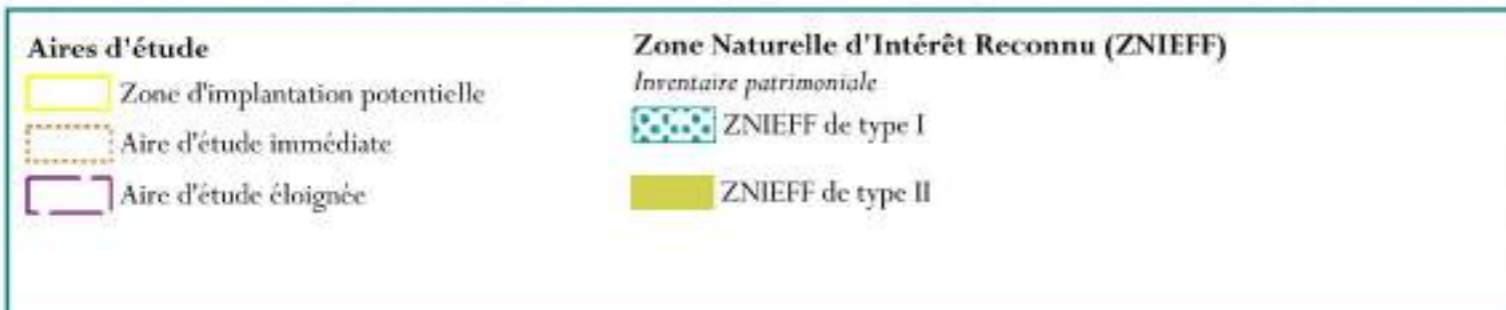 Aires d'étude
Zone d'implantation potentielle
Aire d'étude immédiate
Aire d'étude éloignée
Zone Naturelle d'Intérêt Reconnu (ZNIEFF)
Inventaire patrimoniale
ZNIEFF de type I
ZNIEFF de type II